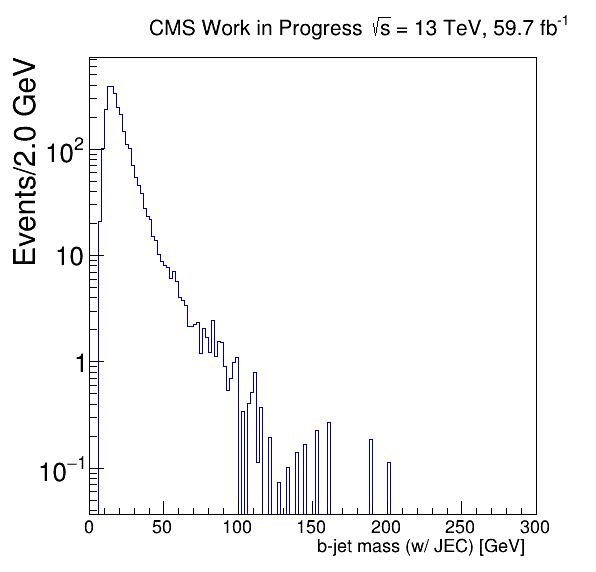 CMS Work in Progress √s = 13 TeV, 59.7 fb⁻¹
Events/2.0 GeV
10²
10
1
10⁻¹
0 50 100 150 200 250 300
b-jet mass (w/ JEC) [GeV]